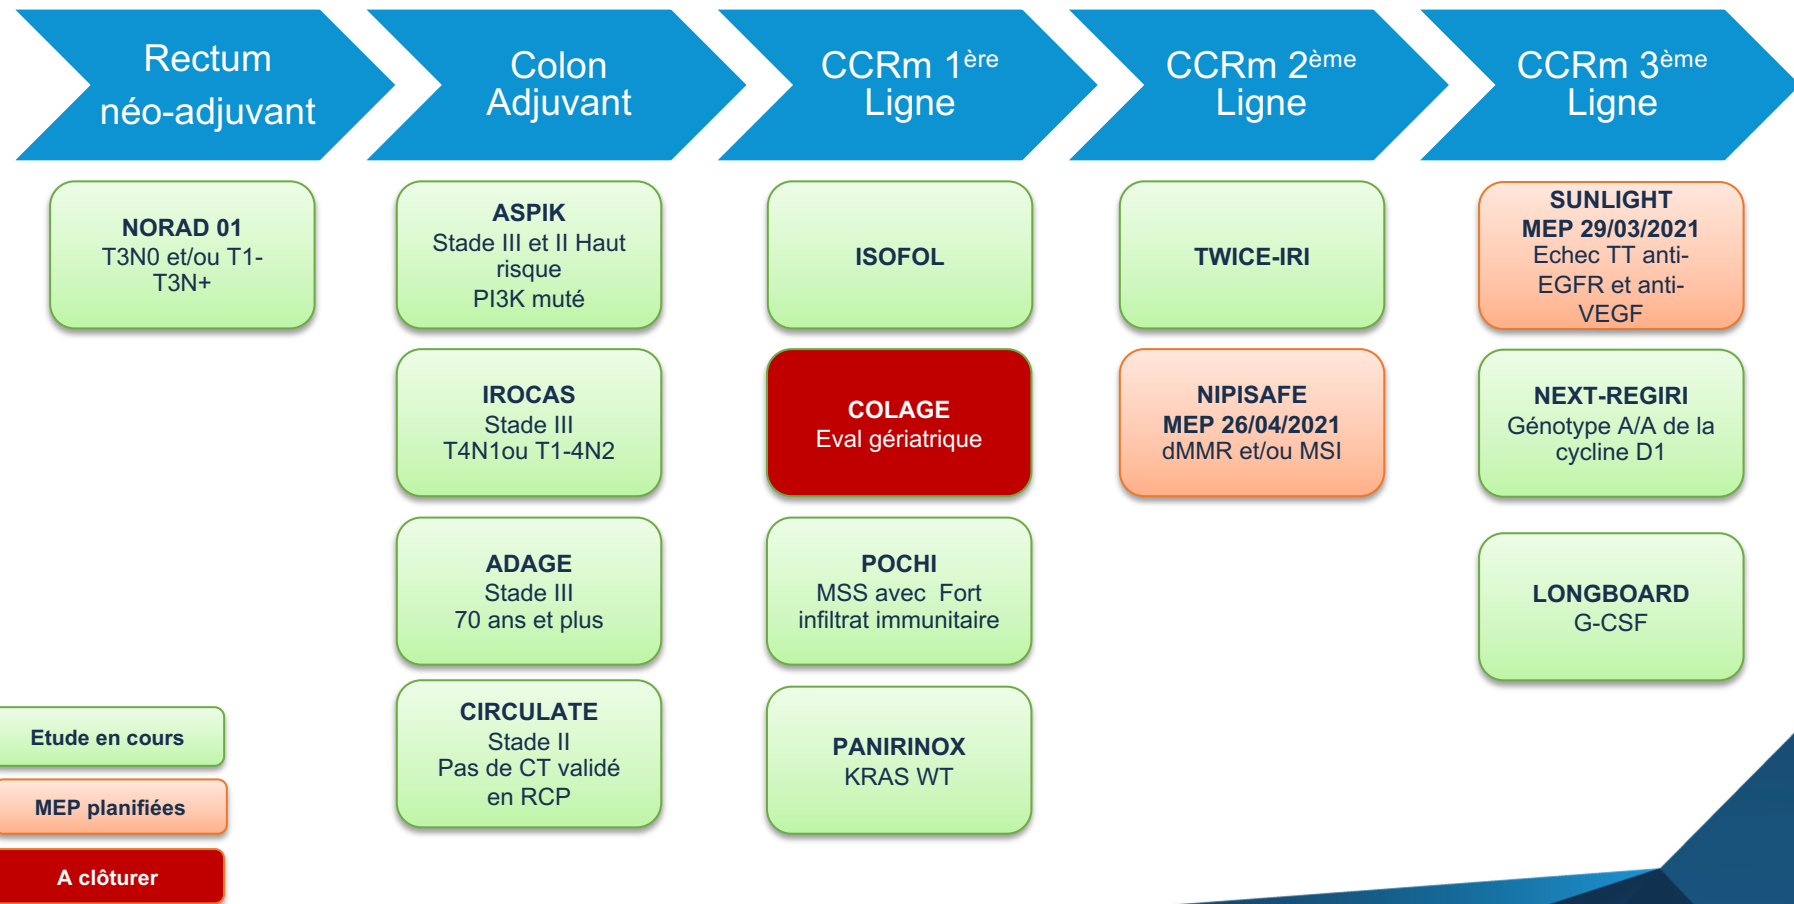 Rectum
néo-adjuvant
Colon
Adjuvant
CCRm 1ère
Ligne
CCRm 2ème
Ligne
CCRm 3ème
Ligne
NORAD 01
T3N0 et/ou T1-
T3N+
ASPIK
Stade III et II Haut
risque
PI3K muté
IROCAS
Stade III
T4N1ou T1-4N2
ADAGE
Stade III
70 ans et plus
CIRCULATE
Stade II
Pas de CT validé
en RCP
ISOFOL
COLAGE
Eval gériatrique
POCHI
MSS avec Fort
infiltrat immunitaire
PANIRINOX
KRAS WT
TWICE-IRI
NIPISAFE
MEP 26/04/2021
dMMR et/ou MSI
SUNLIGHT
MEP 29/03/2021
Echec TT anti-
EGFR et anti-
VEGF
NEXT-REGIRI
Génotype A/A de la
cycline D1
LONGBOARD
G-CSF
Etude en cours
MEP planifiées
A clôturer